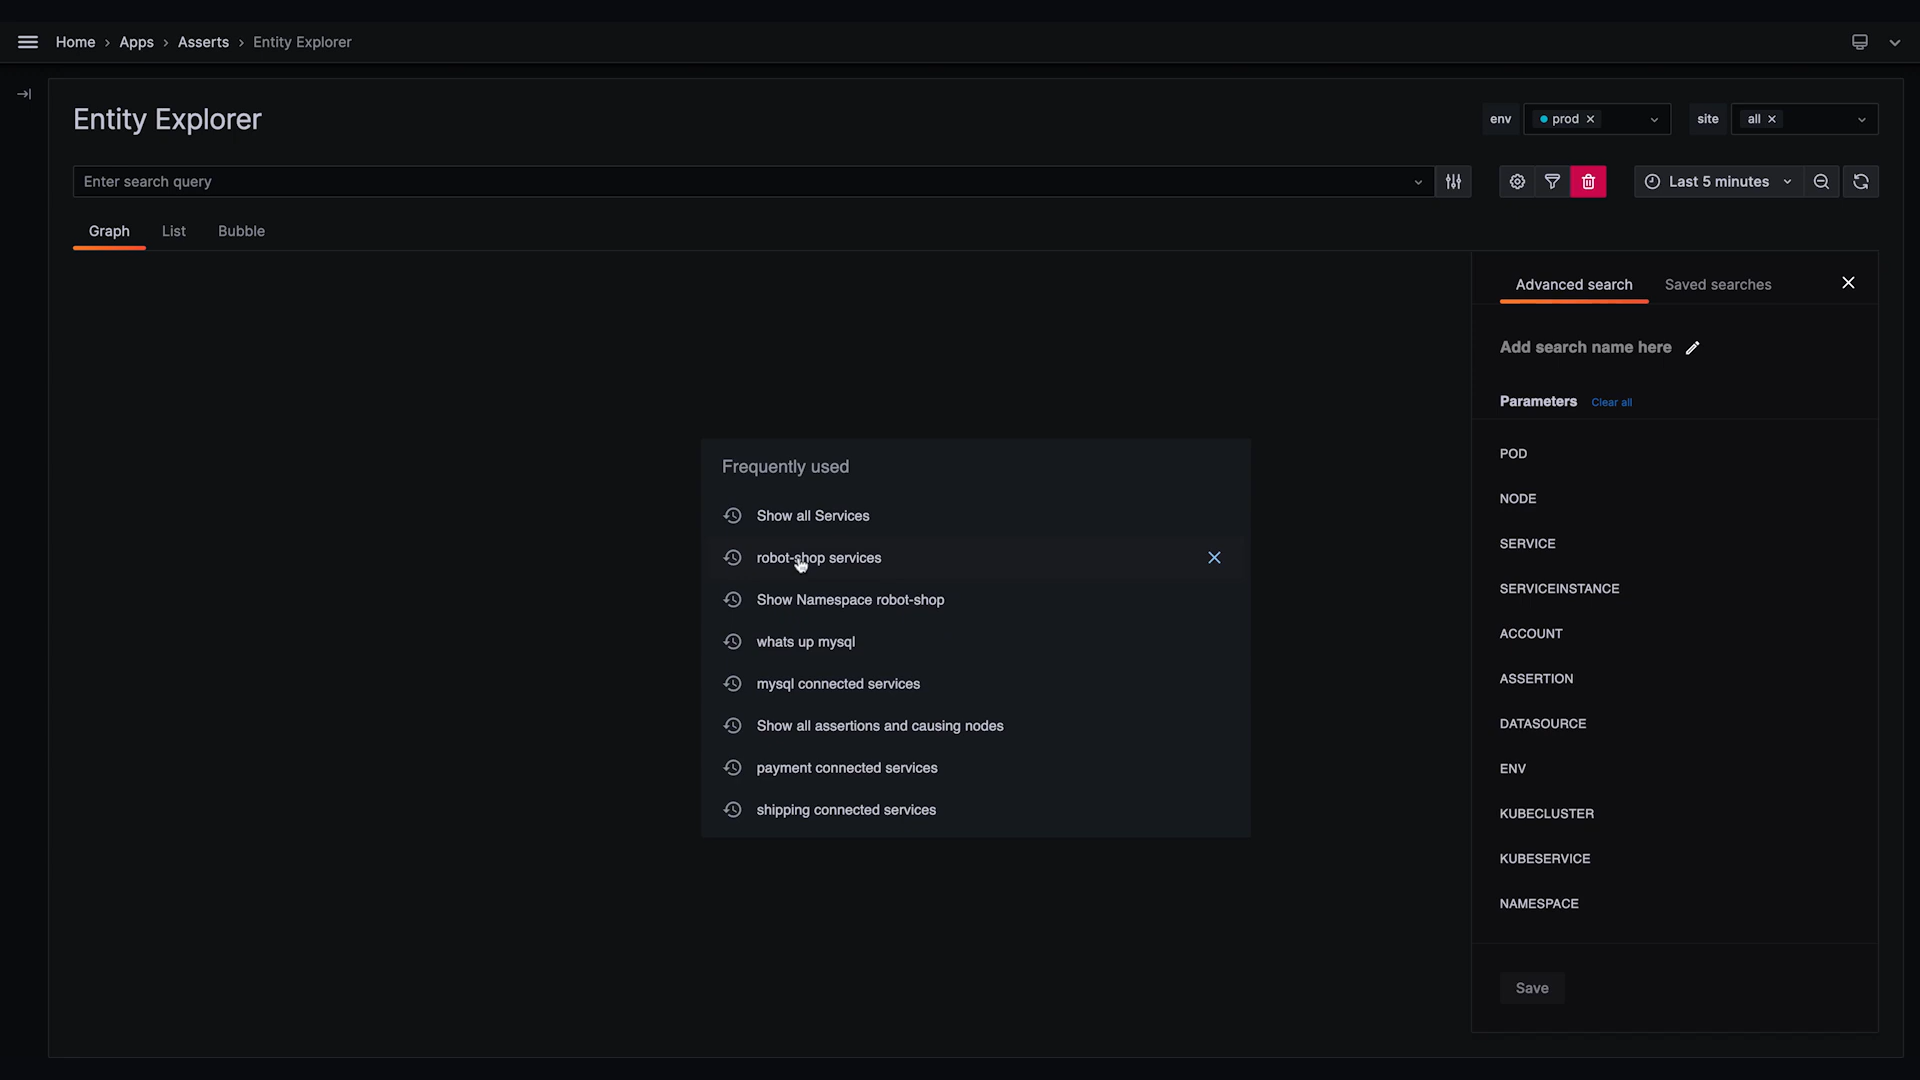 Home › Apps › Asserts › Entity Explorer
Entity Explorer
env prod site all
Enter search query
Last 5 minutes
Graph List Bubble
Advanced search Saved searches
Add search name here
Parameters Clear all
POD
NODE
SERVICE
SERVICEINSTANCE
ACCOUNT
ASSERTION
DATASOURCE
ENV
KUBECLUSTER
KUBESERVICE
NAMESPACE
Save
Frequently used
Show all Services
robot-shop services
Show Namespace robot-shop
whats up mysql
mysql connected services
Show all assertions and causing nodes
payment connected services
shipping connected services